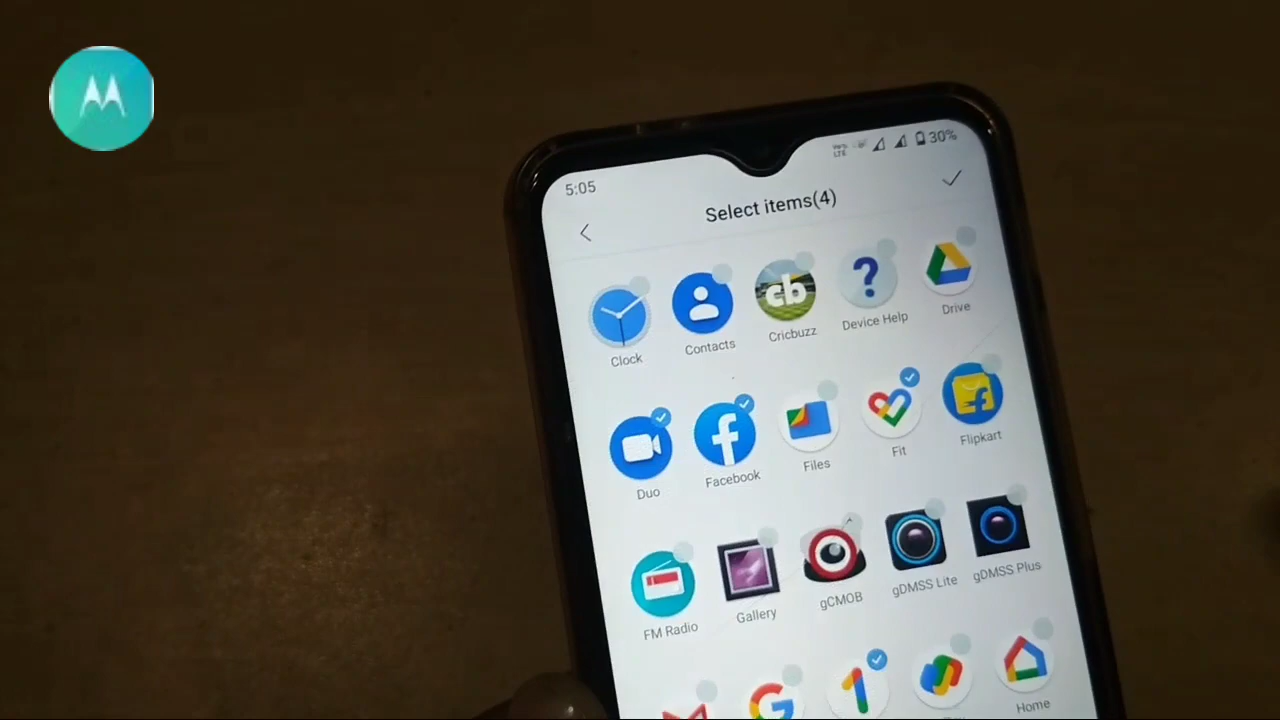 5:05
30%
Select items(4)
Clock
Contacts
cb
Cricbuzz
?
Device Help
Drive
Duo
f
Facebook
Files
Fit
f
Flipkart
FM Radio
Gallery
gCMOB
gDMSS Lite
gDMSS Plus
G
1
Home